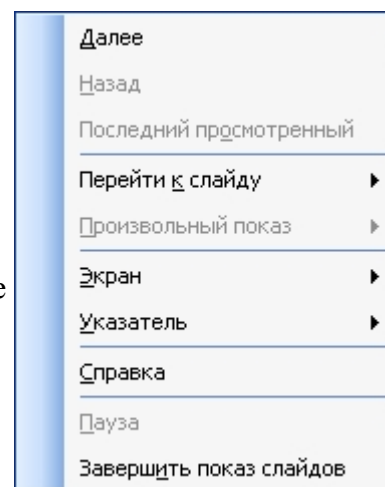 Далее
Назад
Последний просмотренный
Перейти к слайду
Произвольный показ
е
Экран
Указатель
Справка
Пауза
Завершить показ слайдов